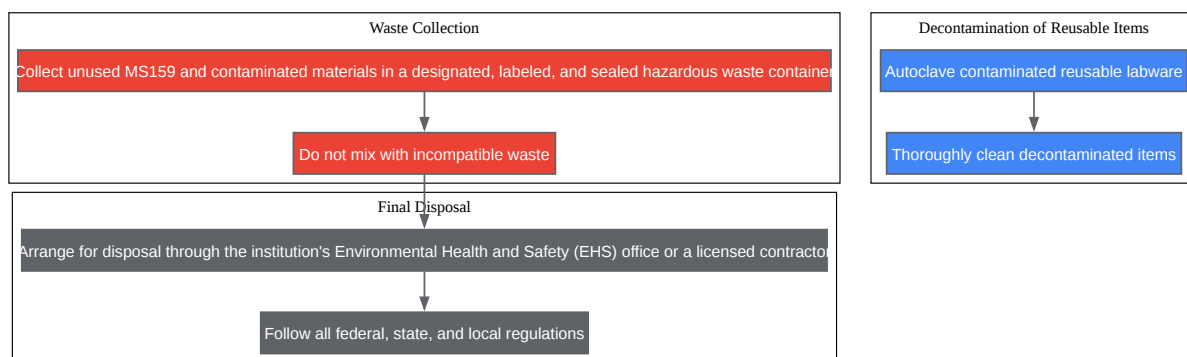 Waste Collection
Collect unused MS159 and contaminated materials in a designated, labeled, and sealed hazardous waste container
Do not mix with incompatible waste
Final Disposal
Arrange for disposal through the institution's Environmental Health and Safety (EHS) office or a licensed contractor
Follow all federal, state, and local regulations
Decontamination of Reusable Items
Autoclave contaminated reusable labware
Thoroughly clean decontaminated items